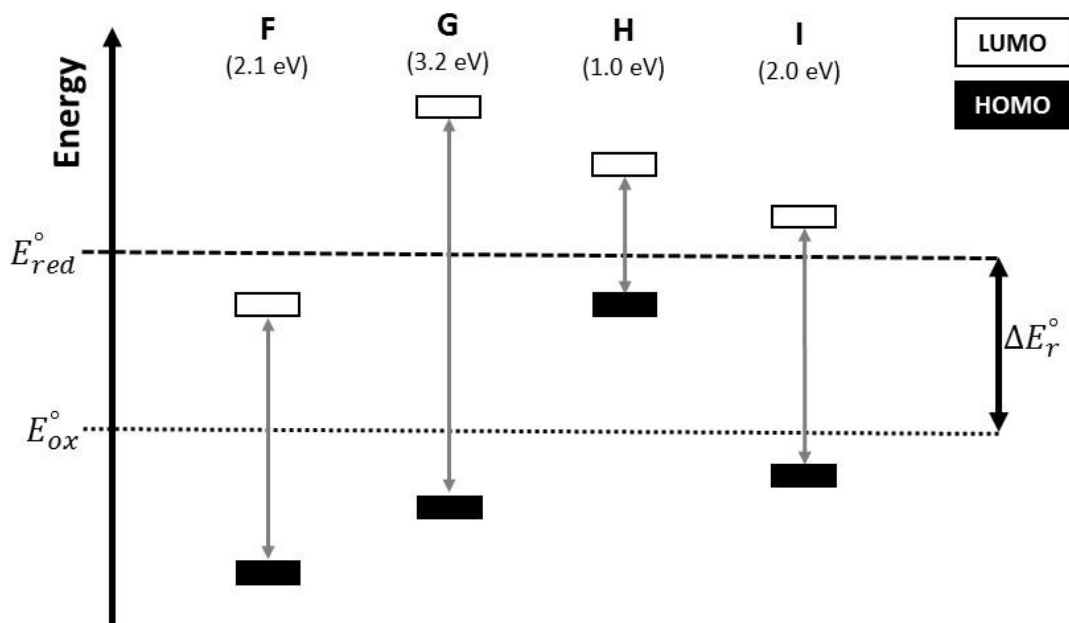 F G H I
(2.1 eV) (3.2 eV) (1.0 eV) (2.0 eV)
LUMO
HOMO
Energy
E°red
E°ox
ΔE°r